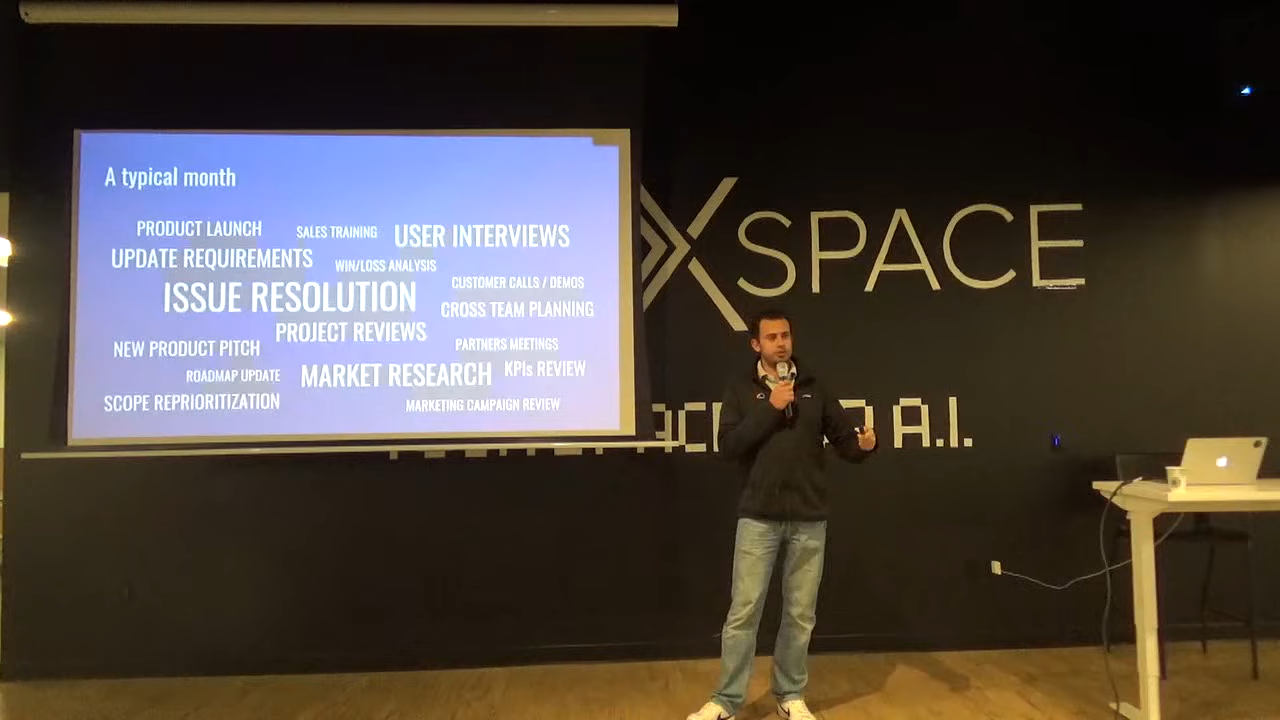 A typical month
PRODUCT LAUNCH
SALES TRAINING
USER INTERVIEWS
UPDATE REQUIREMENTS
WIN/LOSS ANALYSIS
CUSTOMER CALLS / DEMOS
ISSUE RESOLUTION
CROSS TEAM PLANNING
PROJECT REVIEWS
NEW PRODUCT PITCH
PARTNERS MEETINGS
ROADMAP UPDATE
MARKET RESEARCH
KPIs REVIEW
SCOPE REPRIORITIZATION
MARKETING CAMPAIGN REVIEW
XSPACE
A.I.